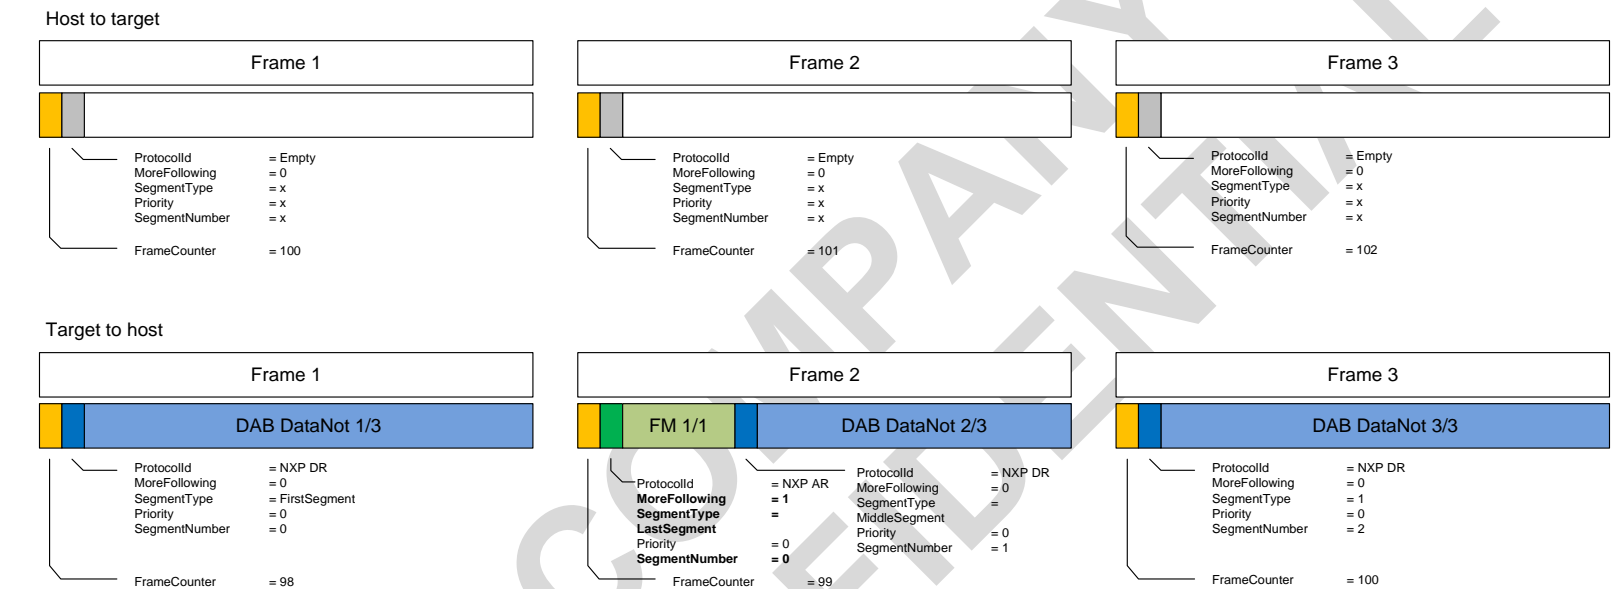 Host to target
Frame 1
ProtocolId = Empty
MoreFollowing = 0
SegmentType = x
Priority = x
SegmentNumber = x
FrameCounter = 100
Frame 2
ProtocolId = Empty
MoreFollowing = 0
SegmentType = x
Priority = x
SegmentNumber = x
FrameCounter = 101
Frame 3
ProtocolId = Empty
MoreFollowing = 0
SegmentType = x
Priority = x
SegmentNumber = x
FrameCounter = 102
Target to host
Frame 1
DAB DataNot 1/3
ProtocolId = NXP DR
MoreFollowing = 0
SegmentType = FirstSegment
Priority = 0
SegmentNumber = 0
FrameCounter = 98
Frame 2
FM 1/1
DAB DataNot 2/3
ProtocolId = NXP AR
MoreFollowing = 1
SegmentType =
LastSegment
Priority = 0
SegmentNumber = 0
ProtocolId = NXP DR
MoreFollowing = 0
SegmentType =
MiddleSegment
Priority = 0
SegmentNumber = 1
FrameCounter = 99
Frame 3
DAB DataNot 3/3
ProtocolId = NXP DR
MoreFollowing = 0
SegmentType = 1
Priority = 0
SegmentNumber = 2
FrameCounter = 100
COMPANY